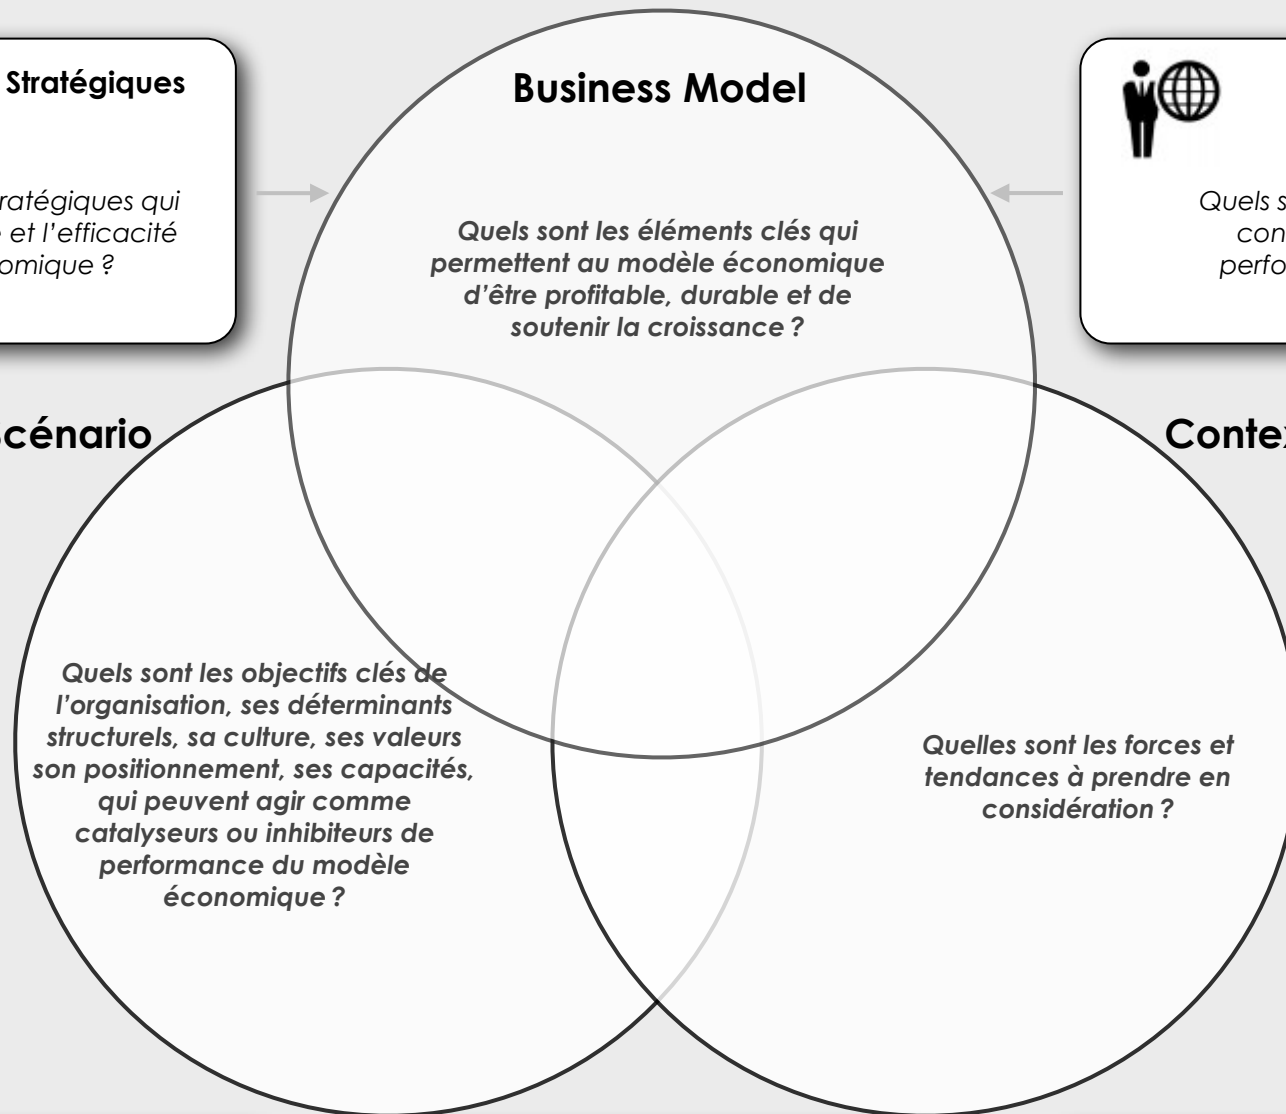 Stratégiques
ratégiques qui
et l'efficacité
omique ?
Business Model
Quels sont les éléments clés qui
permettent au modèle économique
d'être profitable, durable et de
soutenir la croissance ?
Quels s
con
perfo
cénario
Contex
Quels sont les objectifs clés de
l'organisation, ses déterminants
structurels, sa culture, ses valeurs
son positionnement, ses capacités,
qui peuvent agir comme
catalyseurs ou inhibiteurs de
performance du modèle
économique ?
Quelles sont les forces et
tendances à prendre en
considération ?